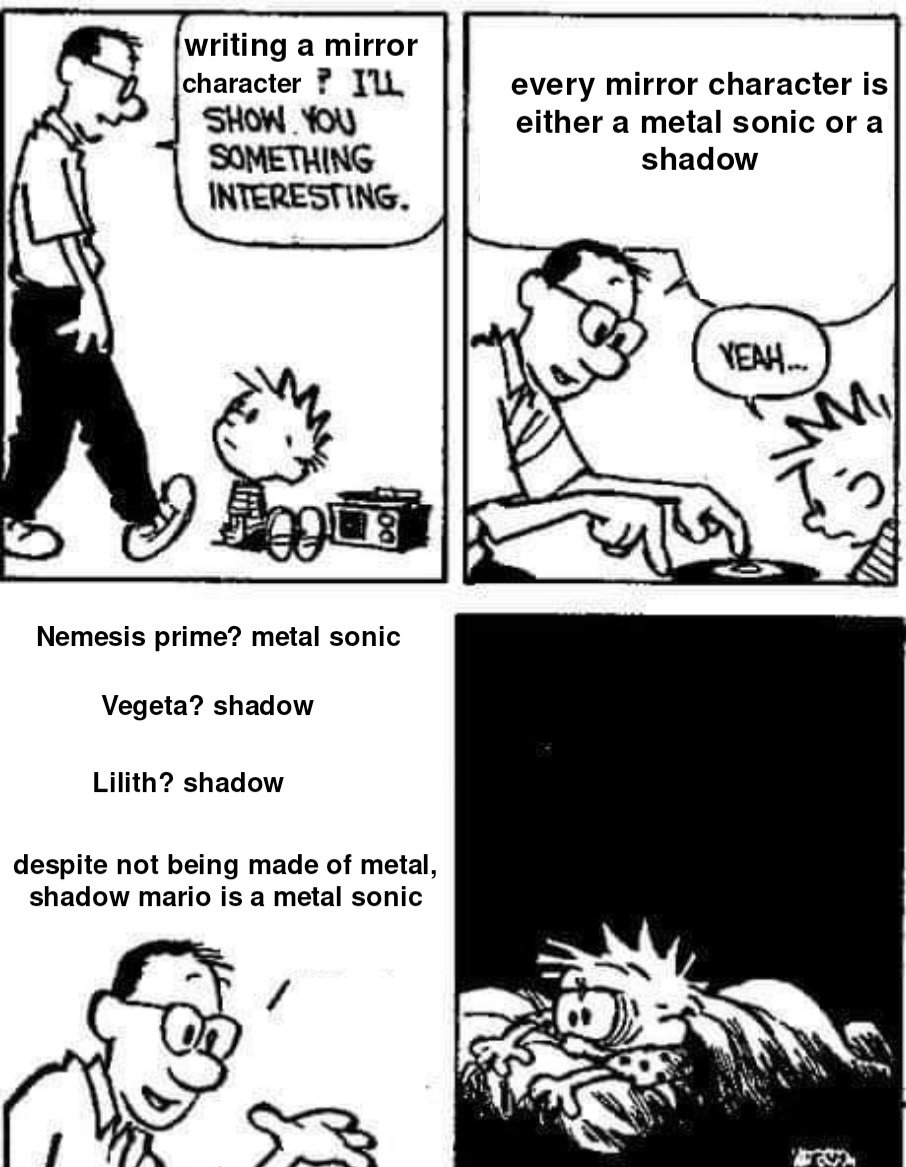 writing a mirror
character ? I'LL
SHOW YOU
SOMETHING
INTERESTING.
every mirror character is
either a metal sonic or a
shadow
YEAH...
Nemesis prime? metal sonic
Vegeta? shadow
Lilith? shadow
despite not being made of metal,
shadow mario is a metal sonic